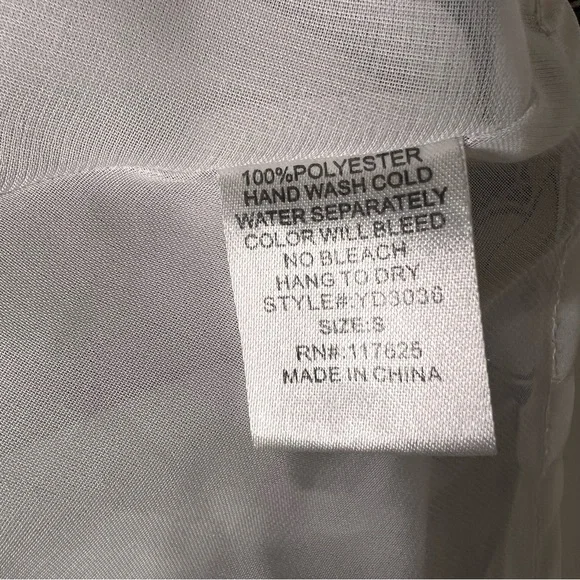 100%POLYESTER
HAND WASH COLD
WATER SEPARATELY
COLOR WILL BLEED
NO BLEACH
HANG TO DRY
STYLE#:YD3036
SIZE:S
RN#:117625
MADE IN CHINA